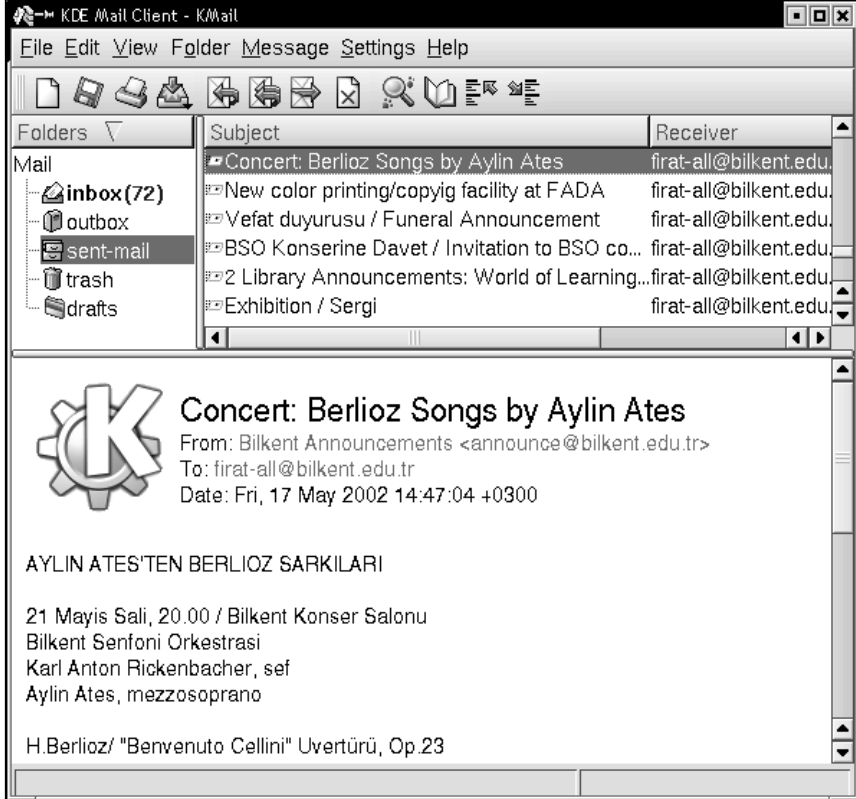 KDE Mail Client - KMail
File Edit View Folder Message Settings Help
Folders Subject Receiver
Mail
inbox (72)
outbox
sent-mail
trash
drafts
Concert: Berlioz Songs by Aylin Ates firat-all@bilkent.edu.
New color printing/copyig facility at FADA firat-all@bilkent.edu.
Vefat duyurusu / Funeral Announcement firat-all@bilkent.edu.
BSO Konserine Davet / Invitation to BSO co... firat-all@bilkent.edu.
2 Library Announcements: World of Learning... firat-all@bilkent.edu.
Exhibition / Sergi firat-all@bilkent.edu.
K
Concert: Berlioz Songs by Aylin Ates
From: Bilkent Announcements <announce@bilkent.edu.tr>
To: firat-all@bilkent.edu.tr
Date: Fri, 17 May 2002 14:47:04 +0300
AYLIN ATES'TEN BERLIOZ SARKILARI
21 Mayis Sali, 20.00 / Bilkent Konser Salonu
Bilkent Senfoni Orkestrasi
Karl Anton Rickenbacher, sef
Aylin Ates, mezzosoprano
H.Berlioz/ "Benvenuto Cellini" Uvertürü, Op.23